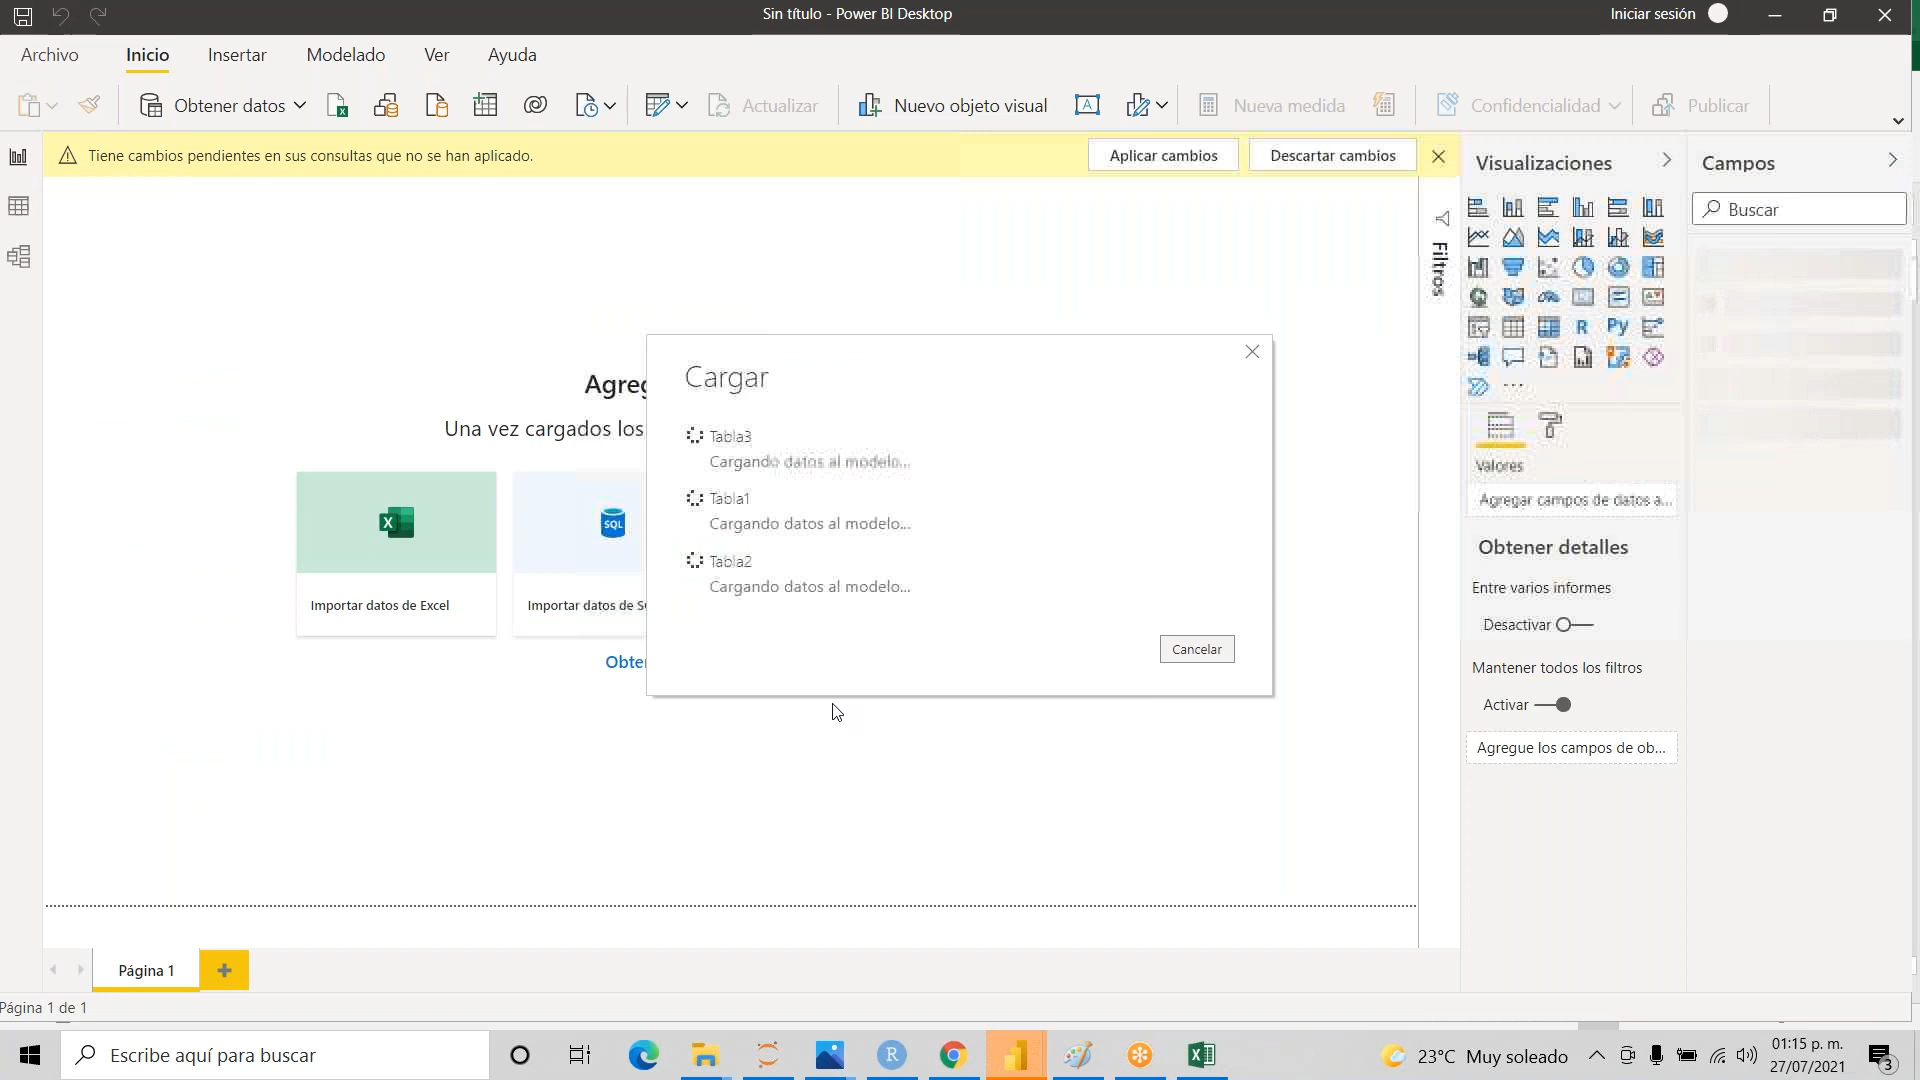 Sin título - Power BI Desktop
Iniciar sesión
Archivo
Inicio
Insertar
Modelado
Ver
Ayuda
Obtener datos
Actualizar
Nuevo objeto visual
Nueva medida
Confidencialidad
Publicar
Tiene cambios pendientes en sus consultas que no se han aplicado.
Aplicar cambios
Descartar cambios
Visualizaciones
Campos
Buscar
Filtros
R
Py
Agreg
Una vez cargados los
Importar datos de Excel
SQL
Importar datos de S
Obte
Cargar
Tabla3
Cargando datos al modelo...
Tabla1
Cargando datos al modelo...
Tabla2
Cargando datos al modelo...
Cancelar
Valores
Agregar campos de datos a...
Obtener detalles
Entre varios informes
Desactivar
Mantener todos los filtros
Activar
Agregue los campos de ob...
Página 1
Página 1 de 1
Escribe aquí para buscar
R
23°C Muy soleado
01:15 p. m.
27/07/2021
3